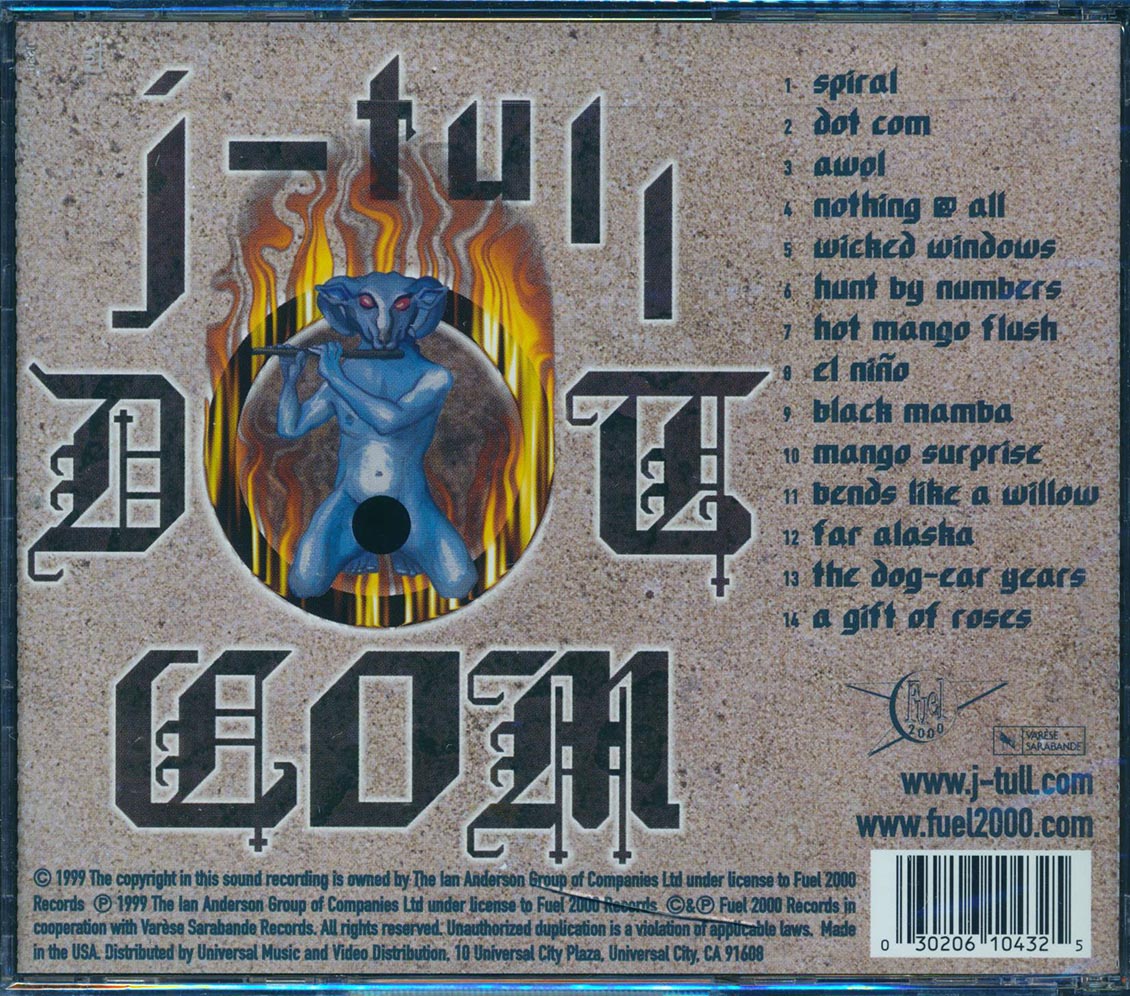 j-tull
DOT
COM
1 spiral
2 dot com
3 awol
4 nothing @ all
5 wicked windows
6 hunt by numbers
7 hot mango flush
8 el niño
9 black mamba
10 mango surprise
11 bends like a willow
12 far alaska
13 the dog-ear years
14 a gift of roses
Fuel
2000
VARÈSE
SARABANDE
www.j-tull.com
www.fuel2000.com
© 1999 The copyright in this sound recording is owned by The Ian Anderson Group of Companies Ltd under license to Fuel 2000
Records ℗ 1999 The Ian Anderson Group of Companies Ltd under license to Fuel 2000 Records ©&℗ Fuel 2000 Records in
cooperation with Varèse Sarabande Records. All rights reserved. Unauthorized duplication is a violation of applicable laws. Made
in the USA. Distributed by Universal Music and Video Distribution, 10 Universal City Plaza, Universal City, CA 91608
0 30206 10432 5